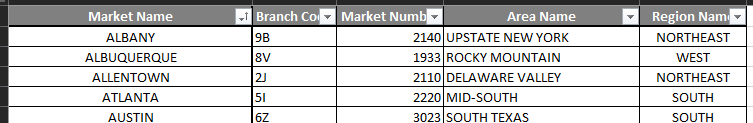 Market Name Branch Cod Market Numb Area Name Region Nam
ALBANY 9B 2140 UPSTATE NEW YORK NORTHEAST
ALBUQUERQUE 8V 1933 ROCKY MOUNTAIN WEST
ALLENTOWN 2J 2110 DELAWARE VALLEY NORTHEAST
ATLANTA 5I 2220 MID-SOUTH SOUTH
AUSTIN 6Z 3023 SOUTH TEXAS SOUTH